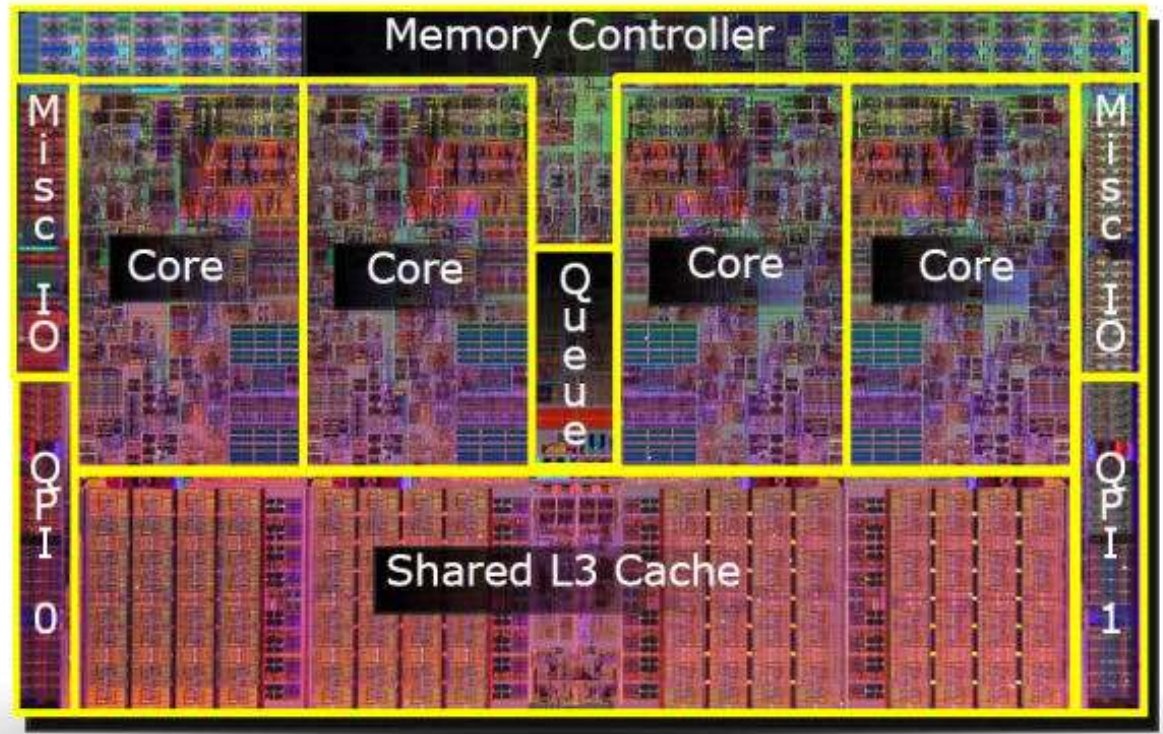 Memory Controller
Misc IO
Core
Core
Queue
Core
Core
Misc IO
QPI 0
Shared L3 Cache
QPI 1